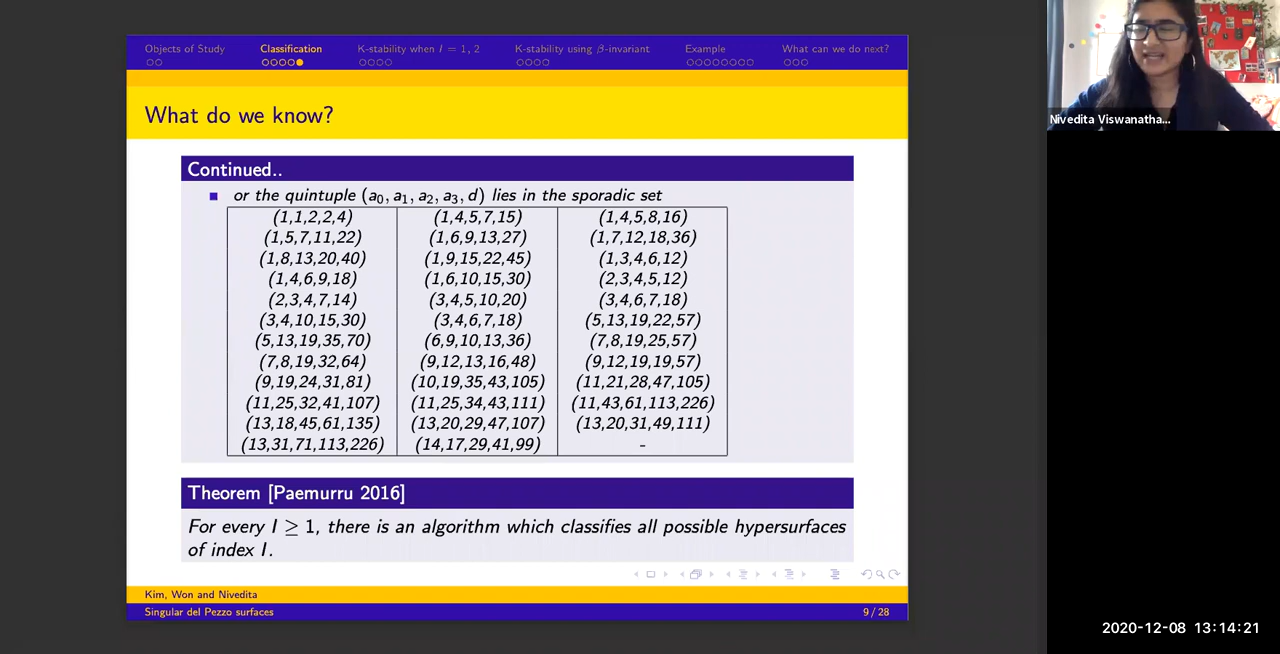 Objects of Study Classification K-stability when I = 1, 2 K-stability using β-invariant Example What can we do next?
What do we know?
Continued..
or the quintuple (a₀, a₁, a₂, a₃, d) lies in the sporadic set
(1,1,2,2,4) (1,4,5,7,15) (1,4,5,8,16)
(1,5,7,11,22) (1,6,9,13,27) (1,7,12,18,36)
(1,8,13,20,40) (1,9,15,22,45) (1,3,4,6,12)
(1,4,6,9,18) (1,6,10,15,30) (2,3,4,5,12)
(2,3,4,7,14) (3,4,5,10,20) (3,4,6,7,18)
(3,4,10,15,30) (3,4,6,7,18) (5,13,19,22,57)
(5,13,19,35,70) (6,9,10,13,36) (7,8,19,25,57)
(7,8,19,32,64) (9,12,13,16,48) (9,12,19,19,57)
(9,19,24,31,81) (10,19,35,43,105) (11,21,28,47,105)
(11,25,32,41,107) (11,25,34,43,111) (11,43,61,113,226)
(13,18,45,61,135) (13,20,29,47,107) (13,20,31,49,111)
(13,31,71,113,226) (14,17,29,41,99) -
Theorem [Paemurru 2016]
For every I ≥ 1, there is an algorithm which classifies all possible hypersurfaces
of index I.
Kim, Won and Nivedita
Singular del Pezzo surfaces 9 / 28
Nivedita Viswanatha...
2020-12-08 13:14:21